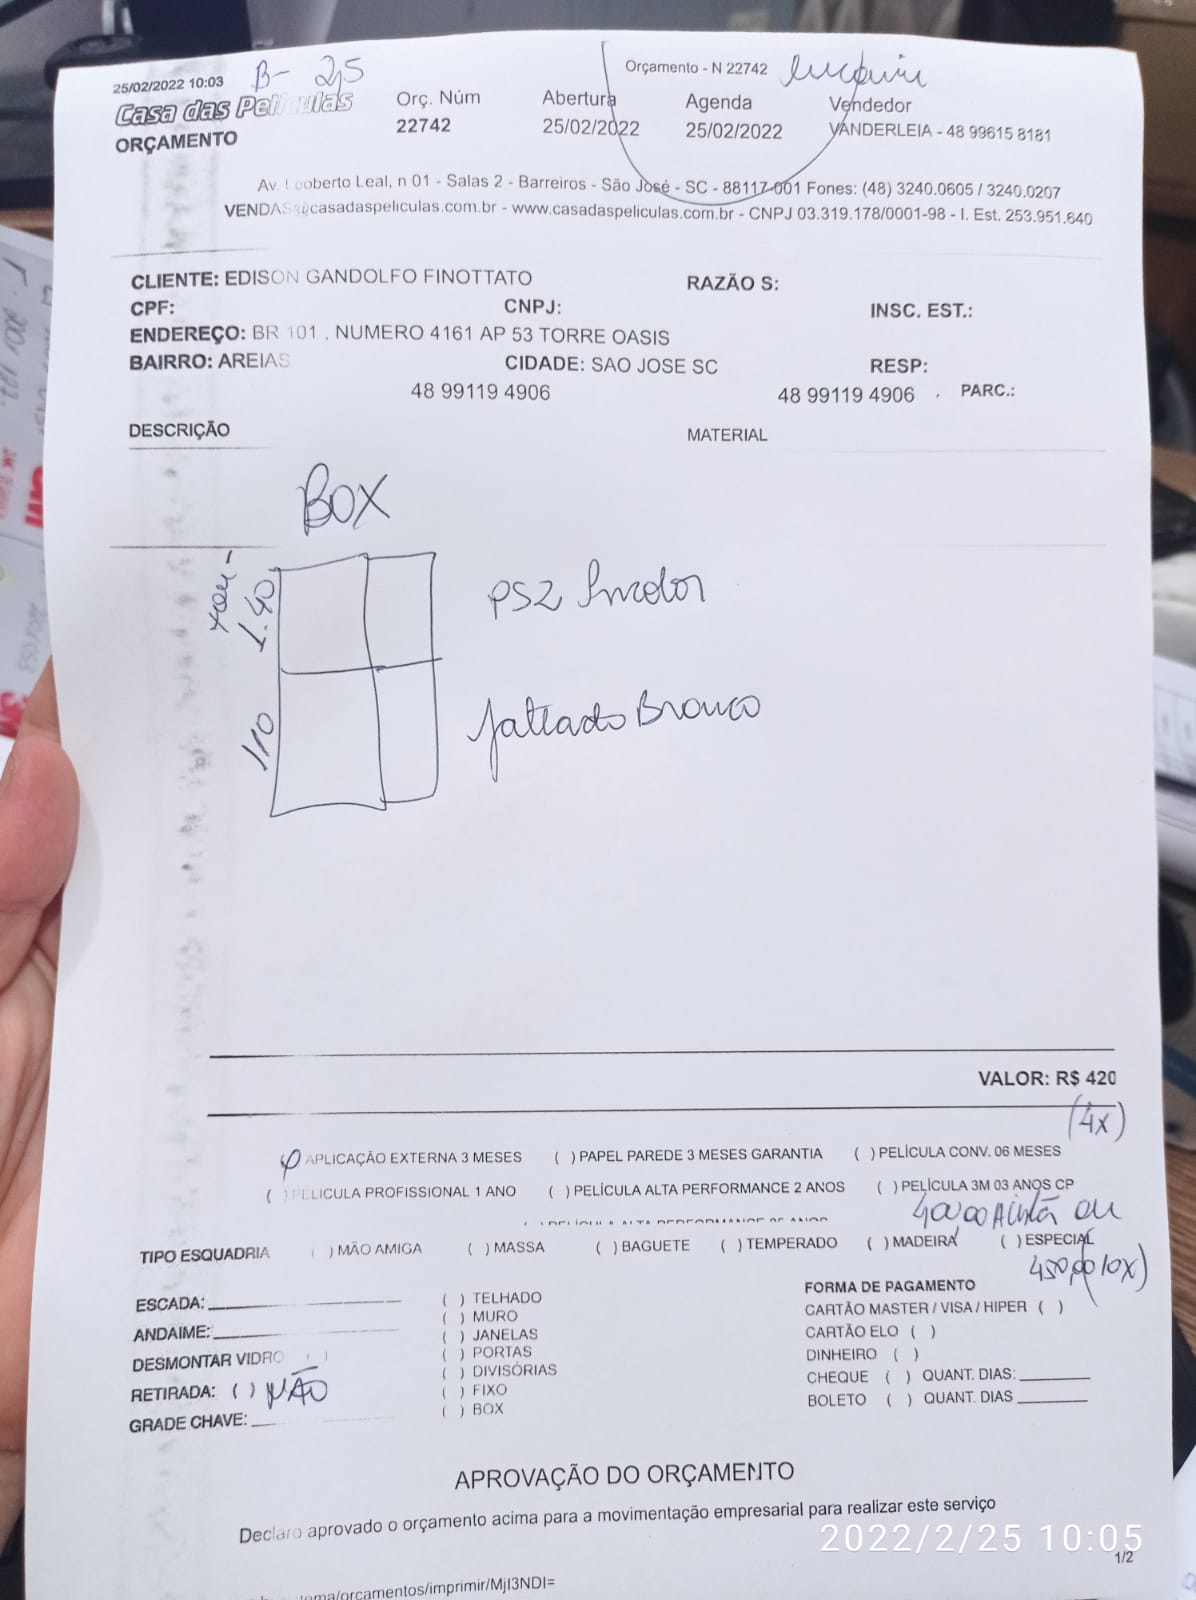 25/02/2022 10:03 B- 2,5 Orçamento - N 22742
Casa das Películas Orç. Núm Abertura Agenda Vendedor
ORÇAMENTO 22742 25/02/2022 25/02/2022 VANDERLEIA - 48 99615 8181
Av. Leoberto Leal, n 01 - Salas 2 - Barreiros - São José - SC - 88117-001 Fones: (48) 3240.0605 / 3240.0207
VENDAS@casadaspeliculas.com.br - www.casadaspeliculas.com.br - CNPJ 03.319.178/0001-98 - I. Est. 253.951.640
CLIENTE: EDISON GANDOLFO FINOTTATO RAZÃO S:
CPF: CNPJ: INSC. EST.:
ENDEREÇO: BR 101 , NUMERO 4161 AP 53 TORRE OASIS
BAIRRO: AREIAS CIDADE: SAO JOSE SC RESP:
48 99119 4906 48 99119 4906 . PARC.:
DESCRIÇÃO MATERIAL
BOX
1.40 PS2 Incolor
110 Jateado Branco
VALOR: R$ 420
(4x)
APLICAÇÃO EXTERNA 3 MESES ( ) PAPEL PAREDE 3 MESES GARANTIA ( ) PELÍCULA CONV. 06 MESES
( ) PELICULA PROFISSIONAL 1 ANO ( ) PELÍCULA ALTA PERFORMANCE 2 ANOS ( ) PELÍCULA 3M 03 ANOS CP
400,00 A vista ou
TIPO ESQUADRIA ( ) MÃO AMIGA ( ) MASSA ( ) BAGUETE ( ) TEMPERADO ( ) MADEIRA ( ) ESPECIAL
450,00 10x)
ESCADA: ( ) TELHADO FORMA DE PAGAMENTO
( ) MURO CARTÃO MASTER / VISA / HIPER ( )
ANDAIME: ( ) JANELAS CARTÃO ELO ( )
DESMONTAR VIDRO ( ) ( ) PORTAS DINHEIRO ( )
RETIRADA: ( ) NÃO ( ) DIVISÓRIAS CHEQUE ( ) QUANT. DIAS:
( ) FIXO BOLETO ( ) QUANT. DIAS
GRADE CHAVE: ( ) BOX
APROVAÇÃO DO ORÇAMENTO
Declaro aprovado o orçamento acima para a movimentação empresarial para realizar este serviço
2022/2/25 10:05
1/2
tema/orcamentos/imprimir/MjI3NDI=